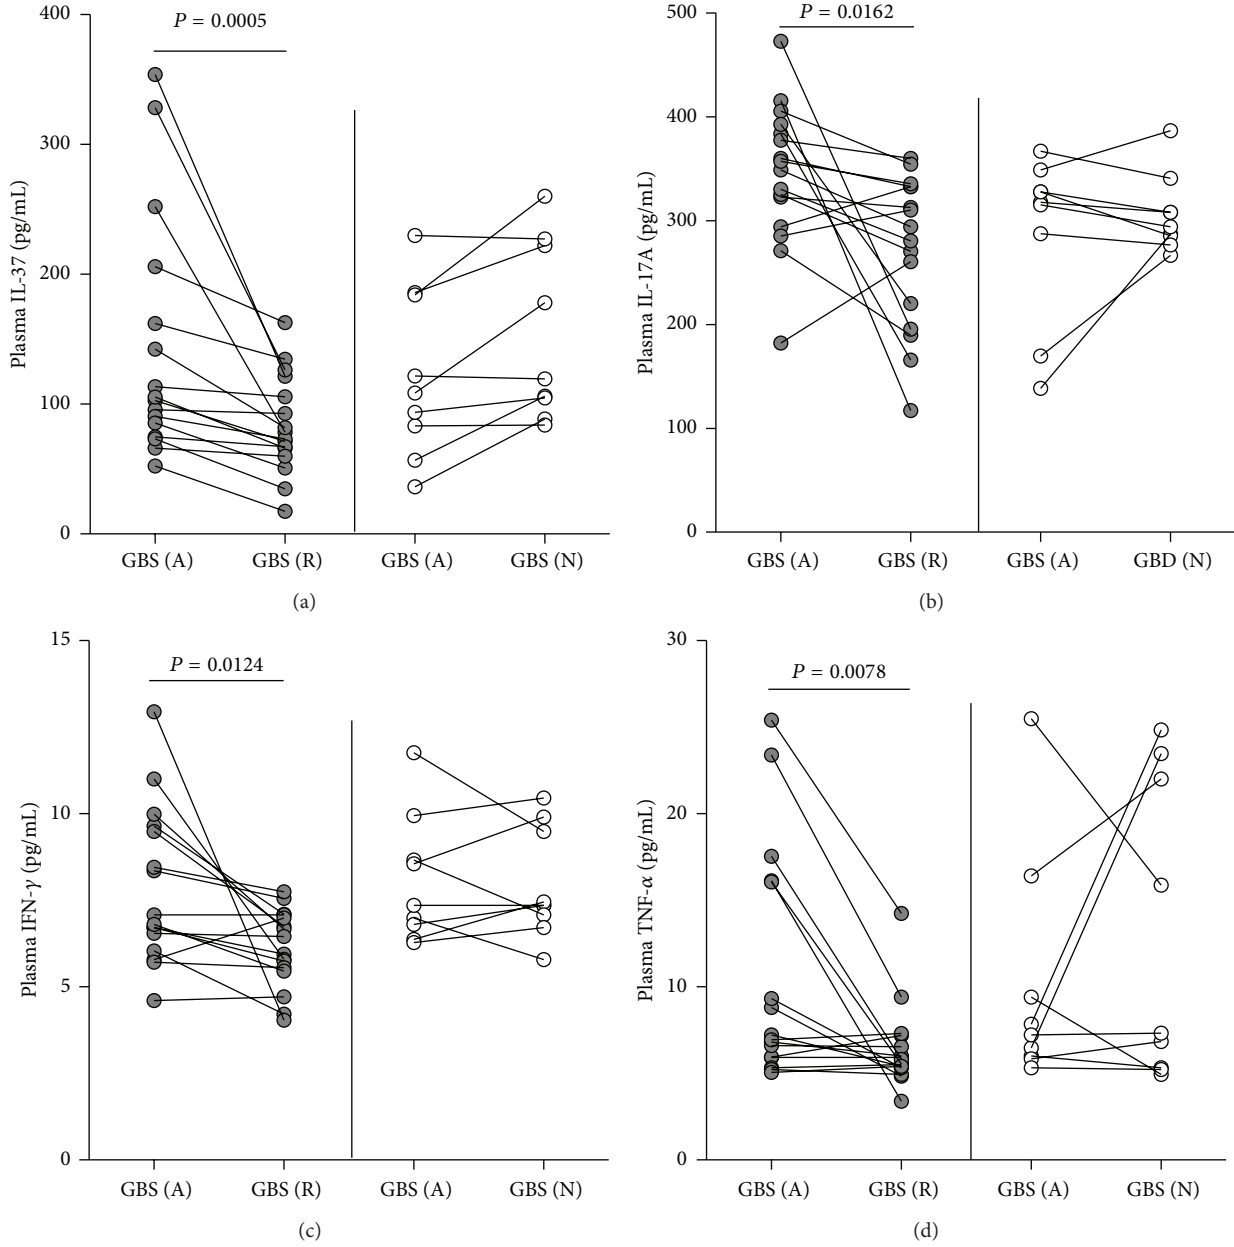 P = 0.0005
400
300
200
100
0
Plasma IL-37 (pg/mL)
GBS (A) GBS (R) GBS (A) GBS (N)
(a)
P = 0.0162
500
400
300
200
100
0
Plasma IL-17A (pg/mL)
GBS (A) GBS (R) GBS (A) GBD (N)
(b)
P = 0.0124
15
10
5
0
Plasma IFN-γ (pg/mL)
GBS (A) GBS (R) GBS (A) GBS (N)
(c)
P = 0.0078
30
20
10
0
Plasma TNF-α (pg/mL)
GBS (A) GBS (R) GBS (A) GBS (N)
(d)